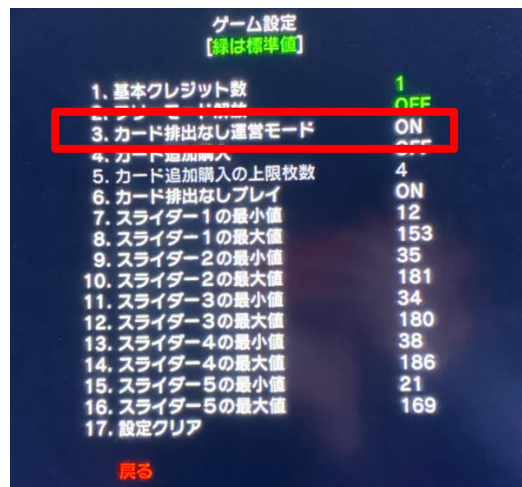 ゲーム設定
[緑は標準値]
1. 基本クレジット数 1
2. フリーモード解放 OFF
3. カード排出なし運営モード ON
4. カード追加購入 OFF
5. カード追加購入の上限枚数 4
6. カード排出なしプレイ ON
7. スライダー1の最小値 12
8. スライダー1の最大値 153
9. スライダー2の最小値 35
10. スライダー2の最大値 181
11. スライダー3の最小値 34
12. スライダー3の最大値 180
13. スライダー4の最小値 38
14. スライダー4の最大値 186
15. スライダー5の最小値 21
16. スライダー5の最大値 169
17. 設定クリア
戻る